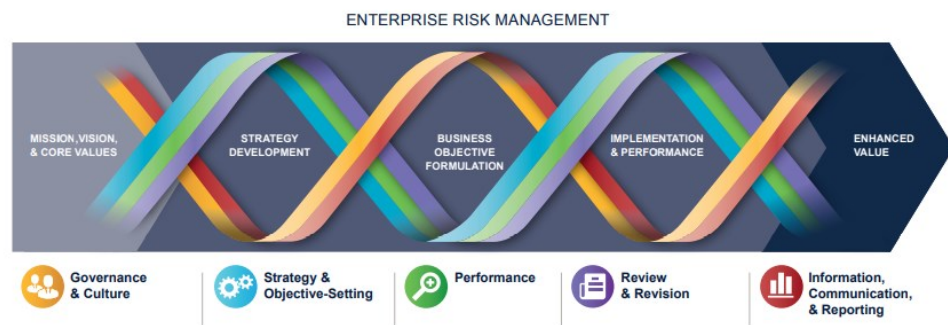 ENTERPRISE RISK MANAGEMENT
MISSION, VISION,
& CORE VALUES
STRATEGY
DEVELOPMENT
BUSINESS
OBJECTIVE
FORMULATION
IMPLEMENTATION
& PERFORMANCE
ENHANCED
VALUE
Governance
& Culture
Strategy &
Objective-Setting
Performance
Review
& Revision
Information,
Communication,
& Reporting